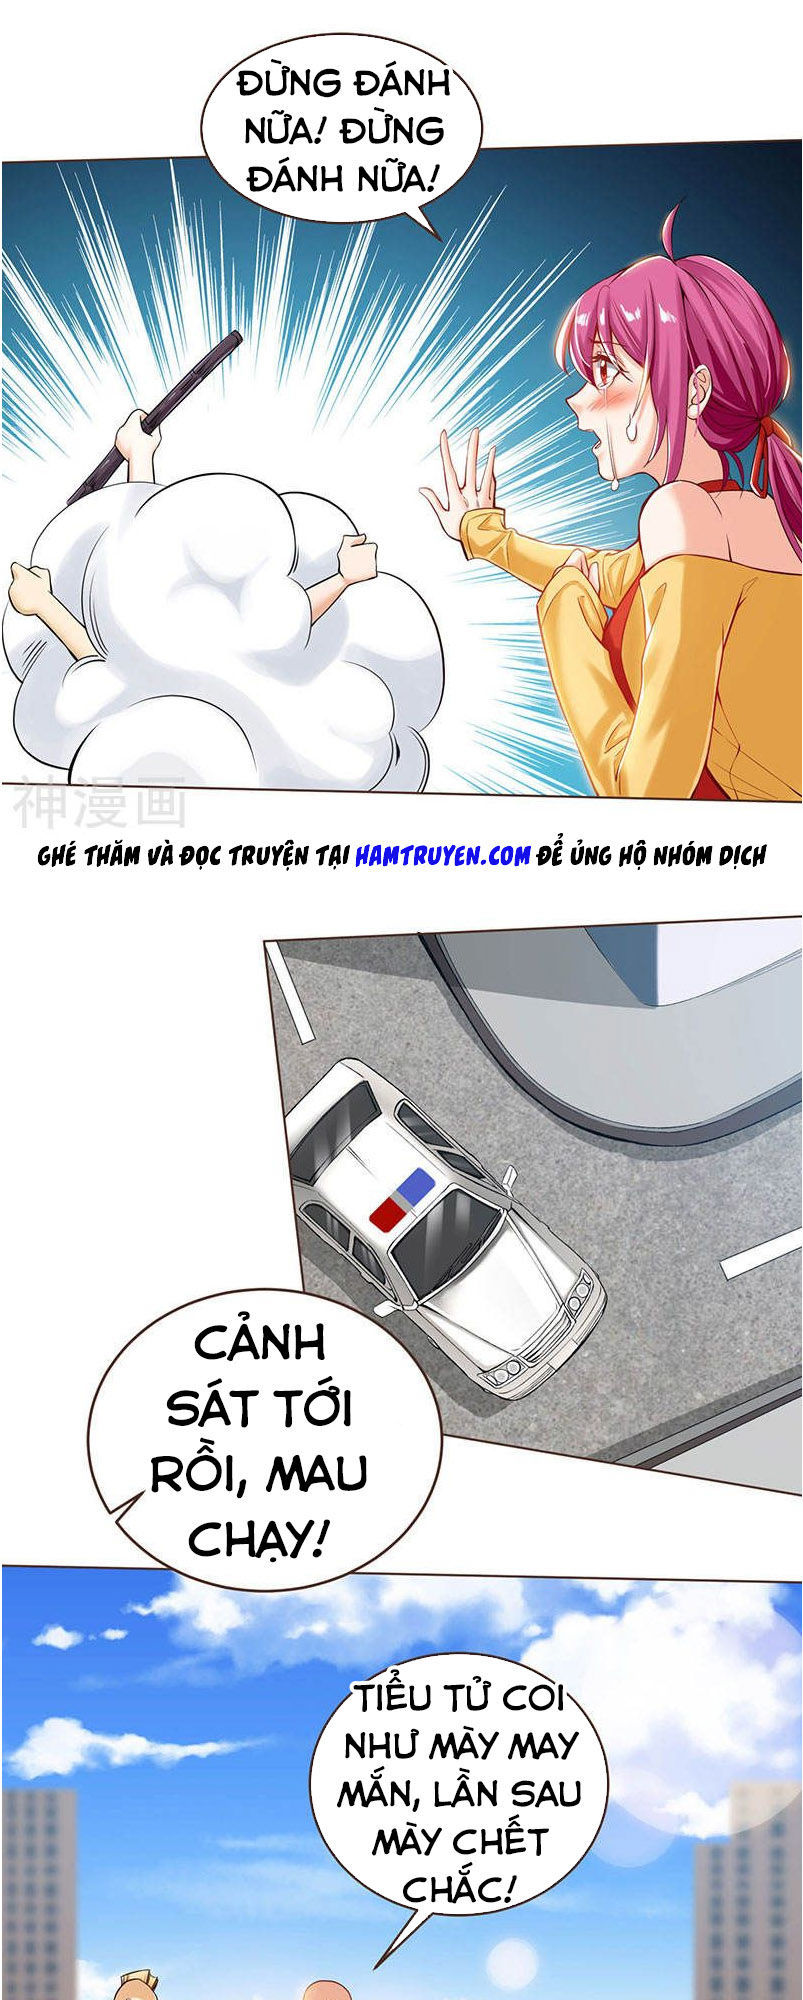 ĐỪNG ĐÁNH
NỮA! ĐỪNG
ĐÁNH NỮA!
神漫画
GHÉ THĂM VÀ ĐỌC TRUYỆN TẠI HAMTRUYEN.COM ĐỂ ỦNG HỘ NHÓM DỊCH
CẢNH
SÁT TỚI
RỒI, MAU
CHẠY!
TIỂU TỬ COI
NHƯ MÀY MAY
MẮN, LẦN SAU
MÀY CHẾT
CHẮC!